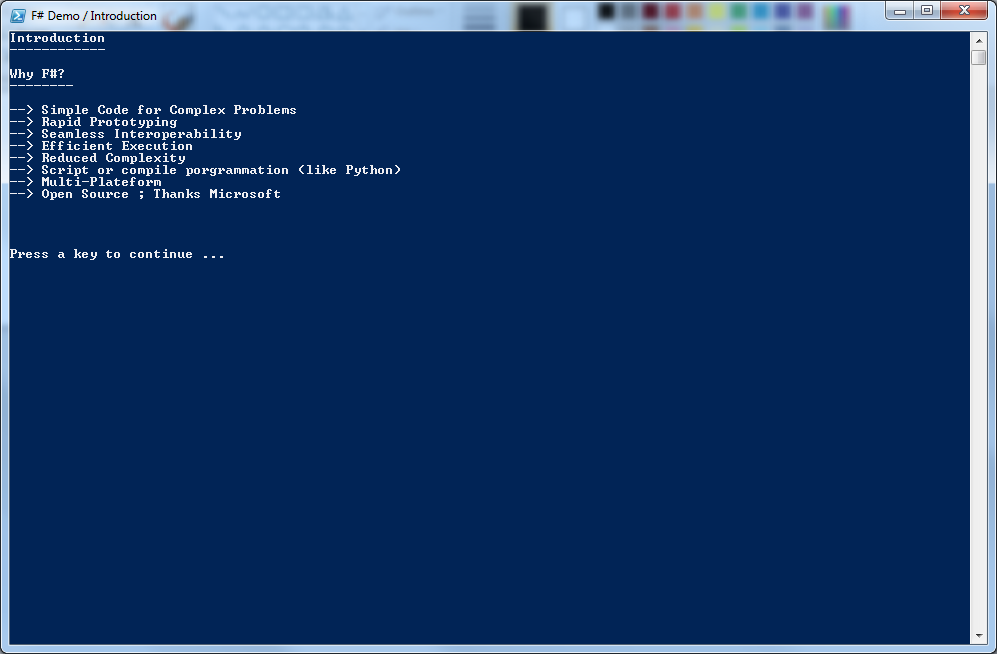 F# Demo / Introduction
Introduction
------------
Why F#?
--------
--> Simple Code for Complex Problems
--> Rapid Prototyping
--> Seamless Interoperability
--> Efficient Execution
--> Reduced Complexity
--> Script or compile porgrammation (like Python)
--> Multi-Plateform
--> Open Source ; Thanks Microsoft
Press a key to continue ...